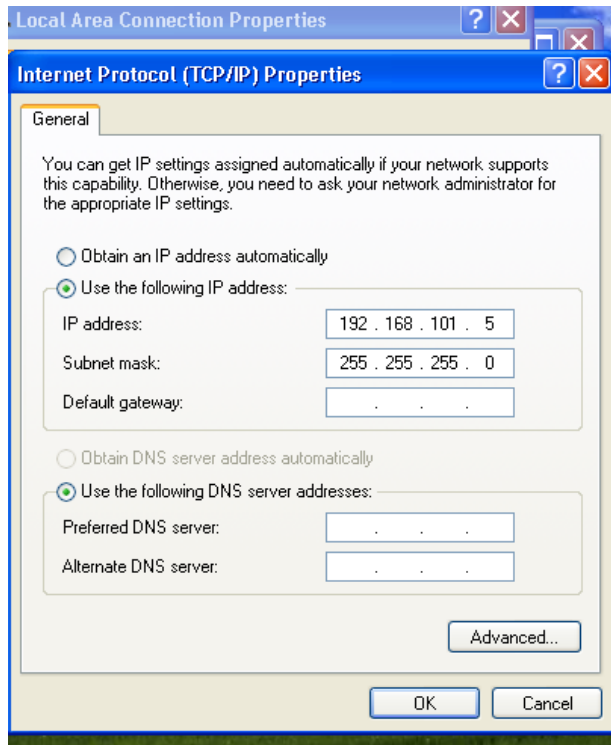 Local Area Connection Properties
Internet Protocol (TCP/IP) Properties
General
You can get IP settings assigned automatically if your network supports
this capability. Otherwise, you need to ask your network administrator for
the appropriate IP settings.
Obtain an IP address automatically
Use the following IP address:
IP address: 192 . 168 . 101 . 5
Subnet mask: 255 . 255 . 255 . 0
Default gateway: . . .
Obtain DNS server address automatically
Use the following DNS server addresses:
Preferred DNS server: . . .
Alternate DNS server: . . .
Advanced...
OK Cancel